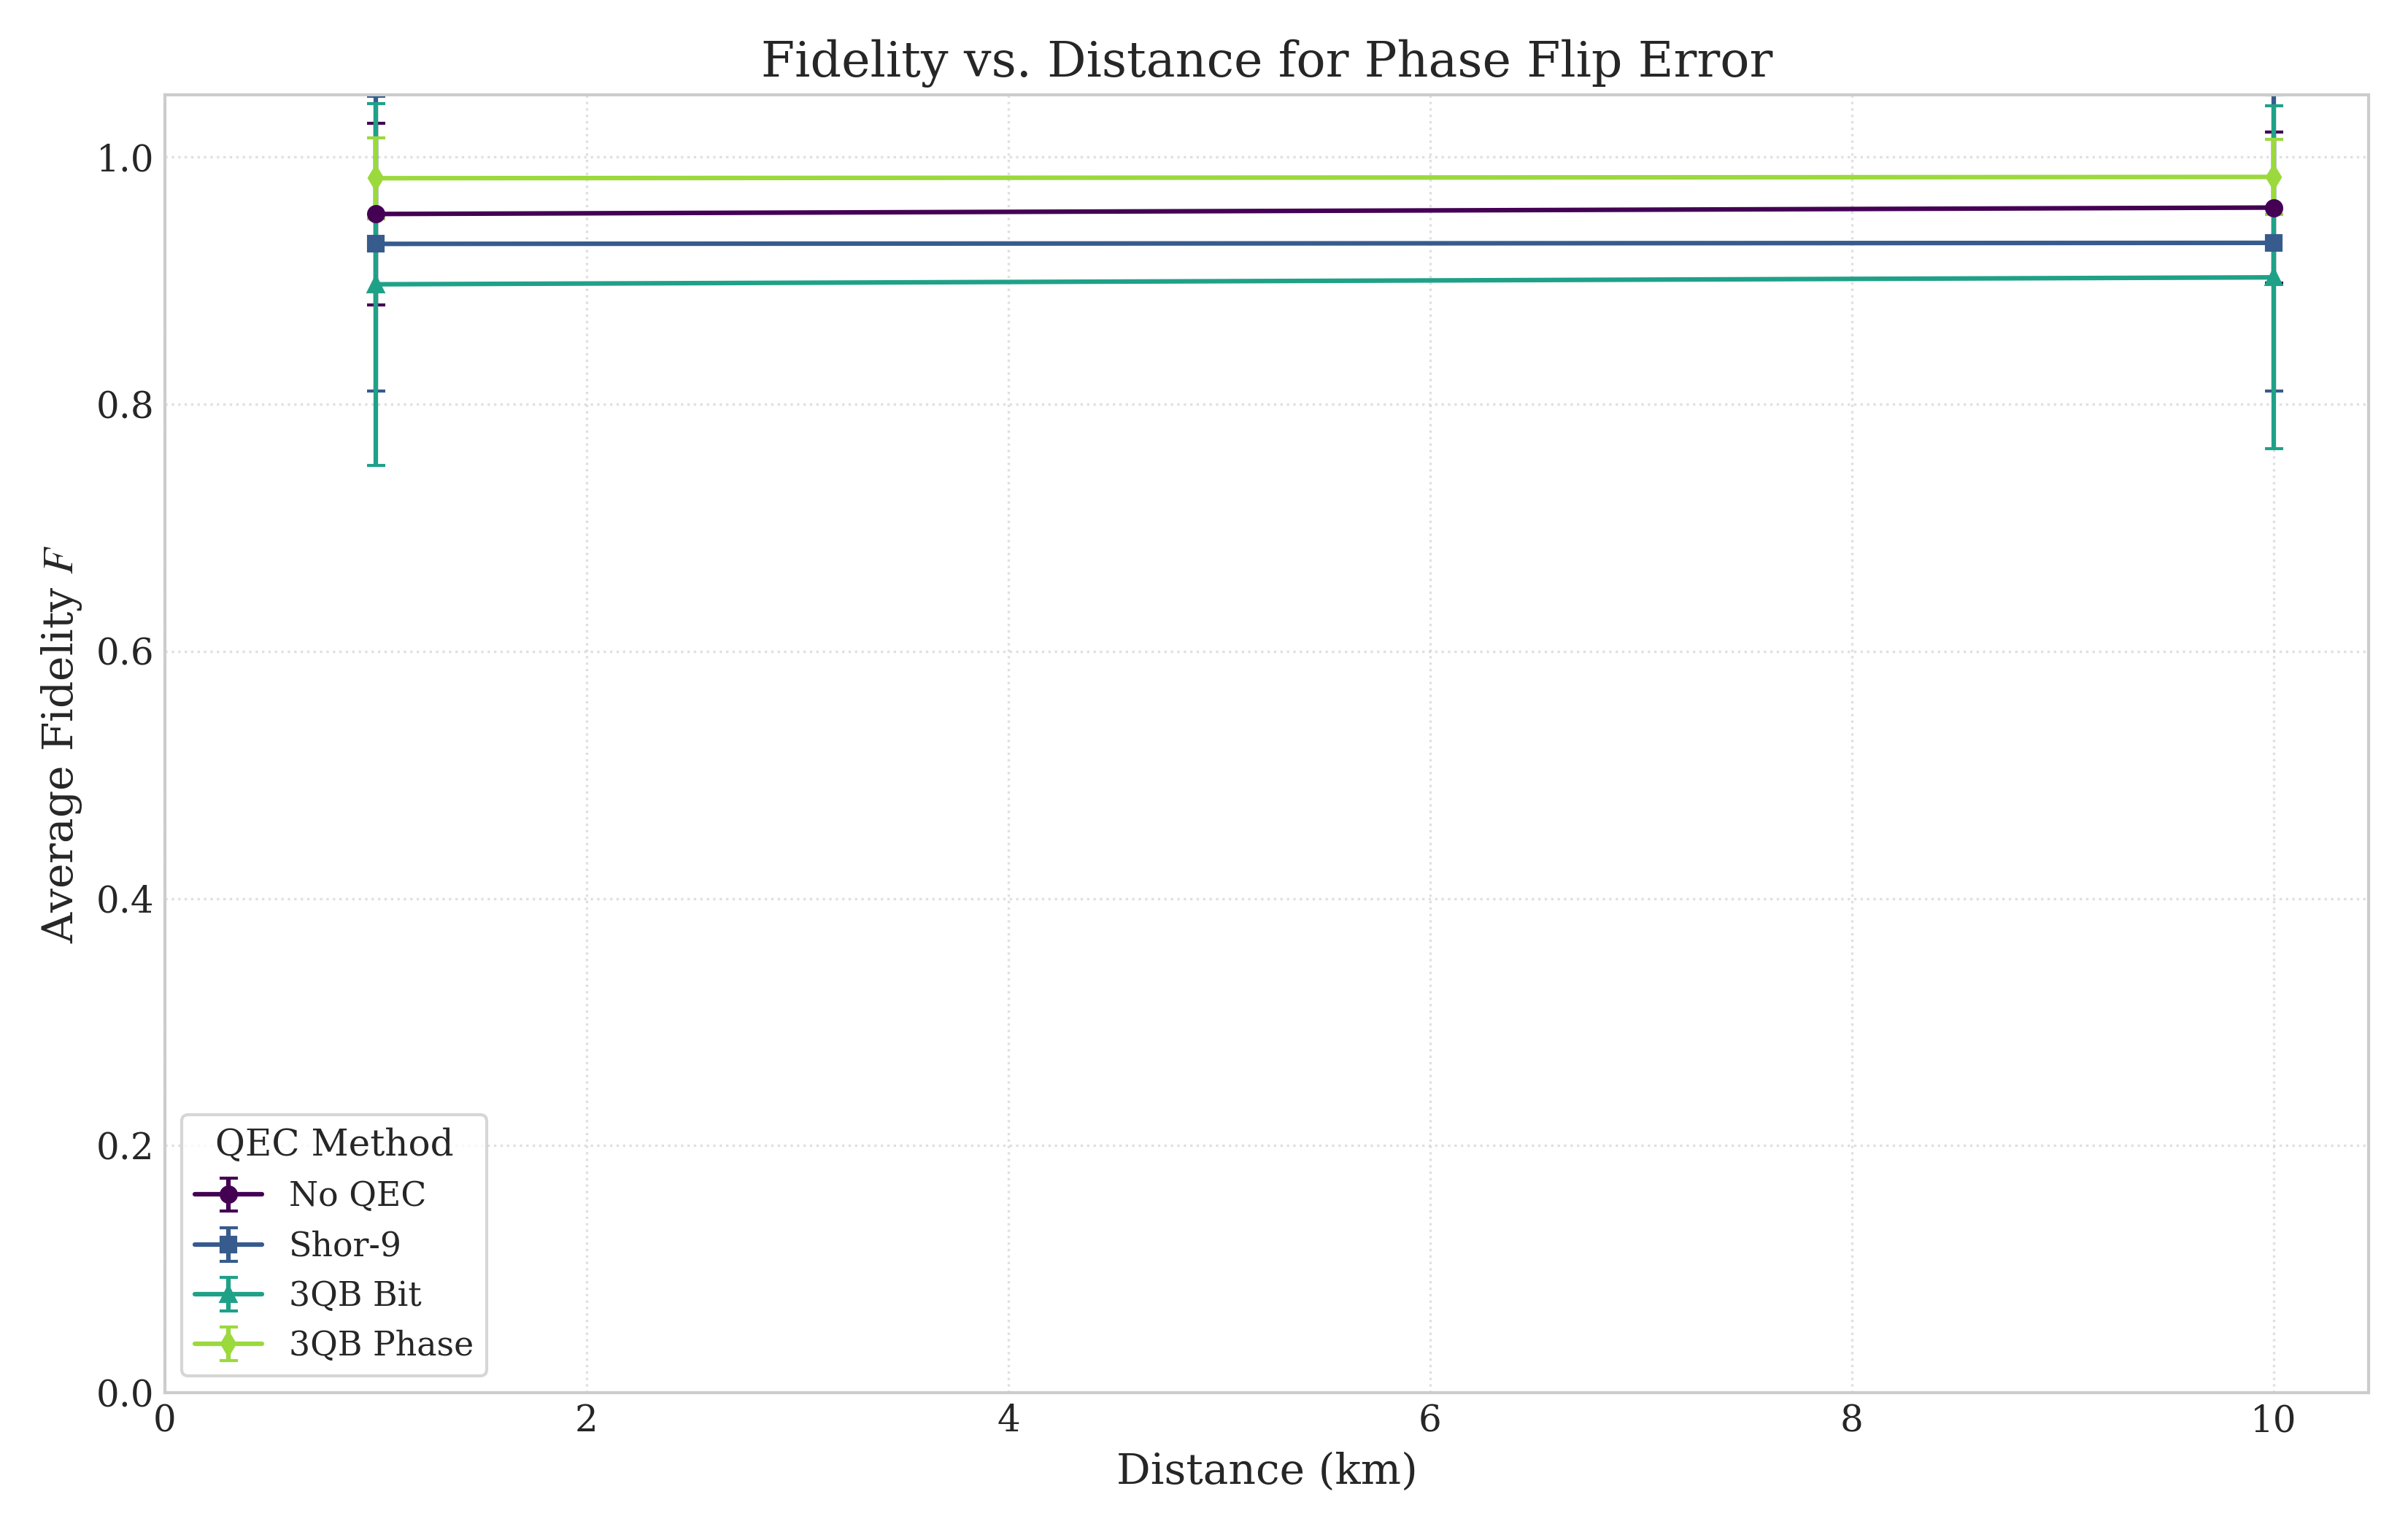 Fidelity vs. Distance for Phase Flip Error
Average Fidelity F
1.0
0.8
0.6
0.4
0.2
0.0
QEC Method
No QEC
Shor-9
3QB Bit
3QB Phase
0 2 4 6 8 10
Distance (km)